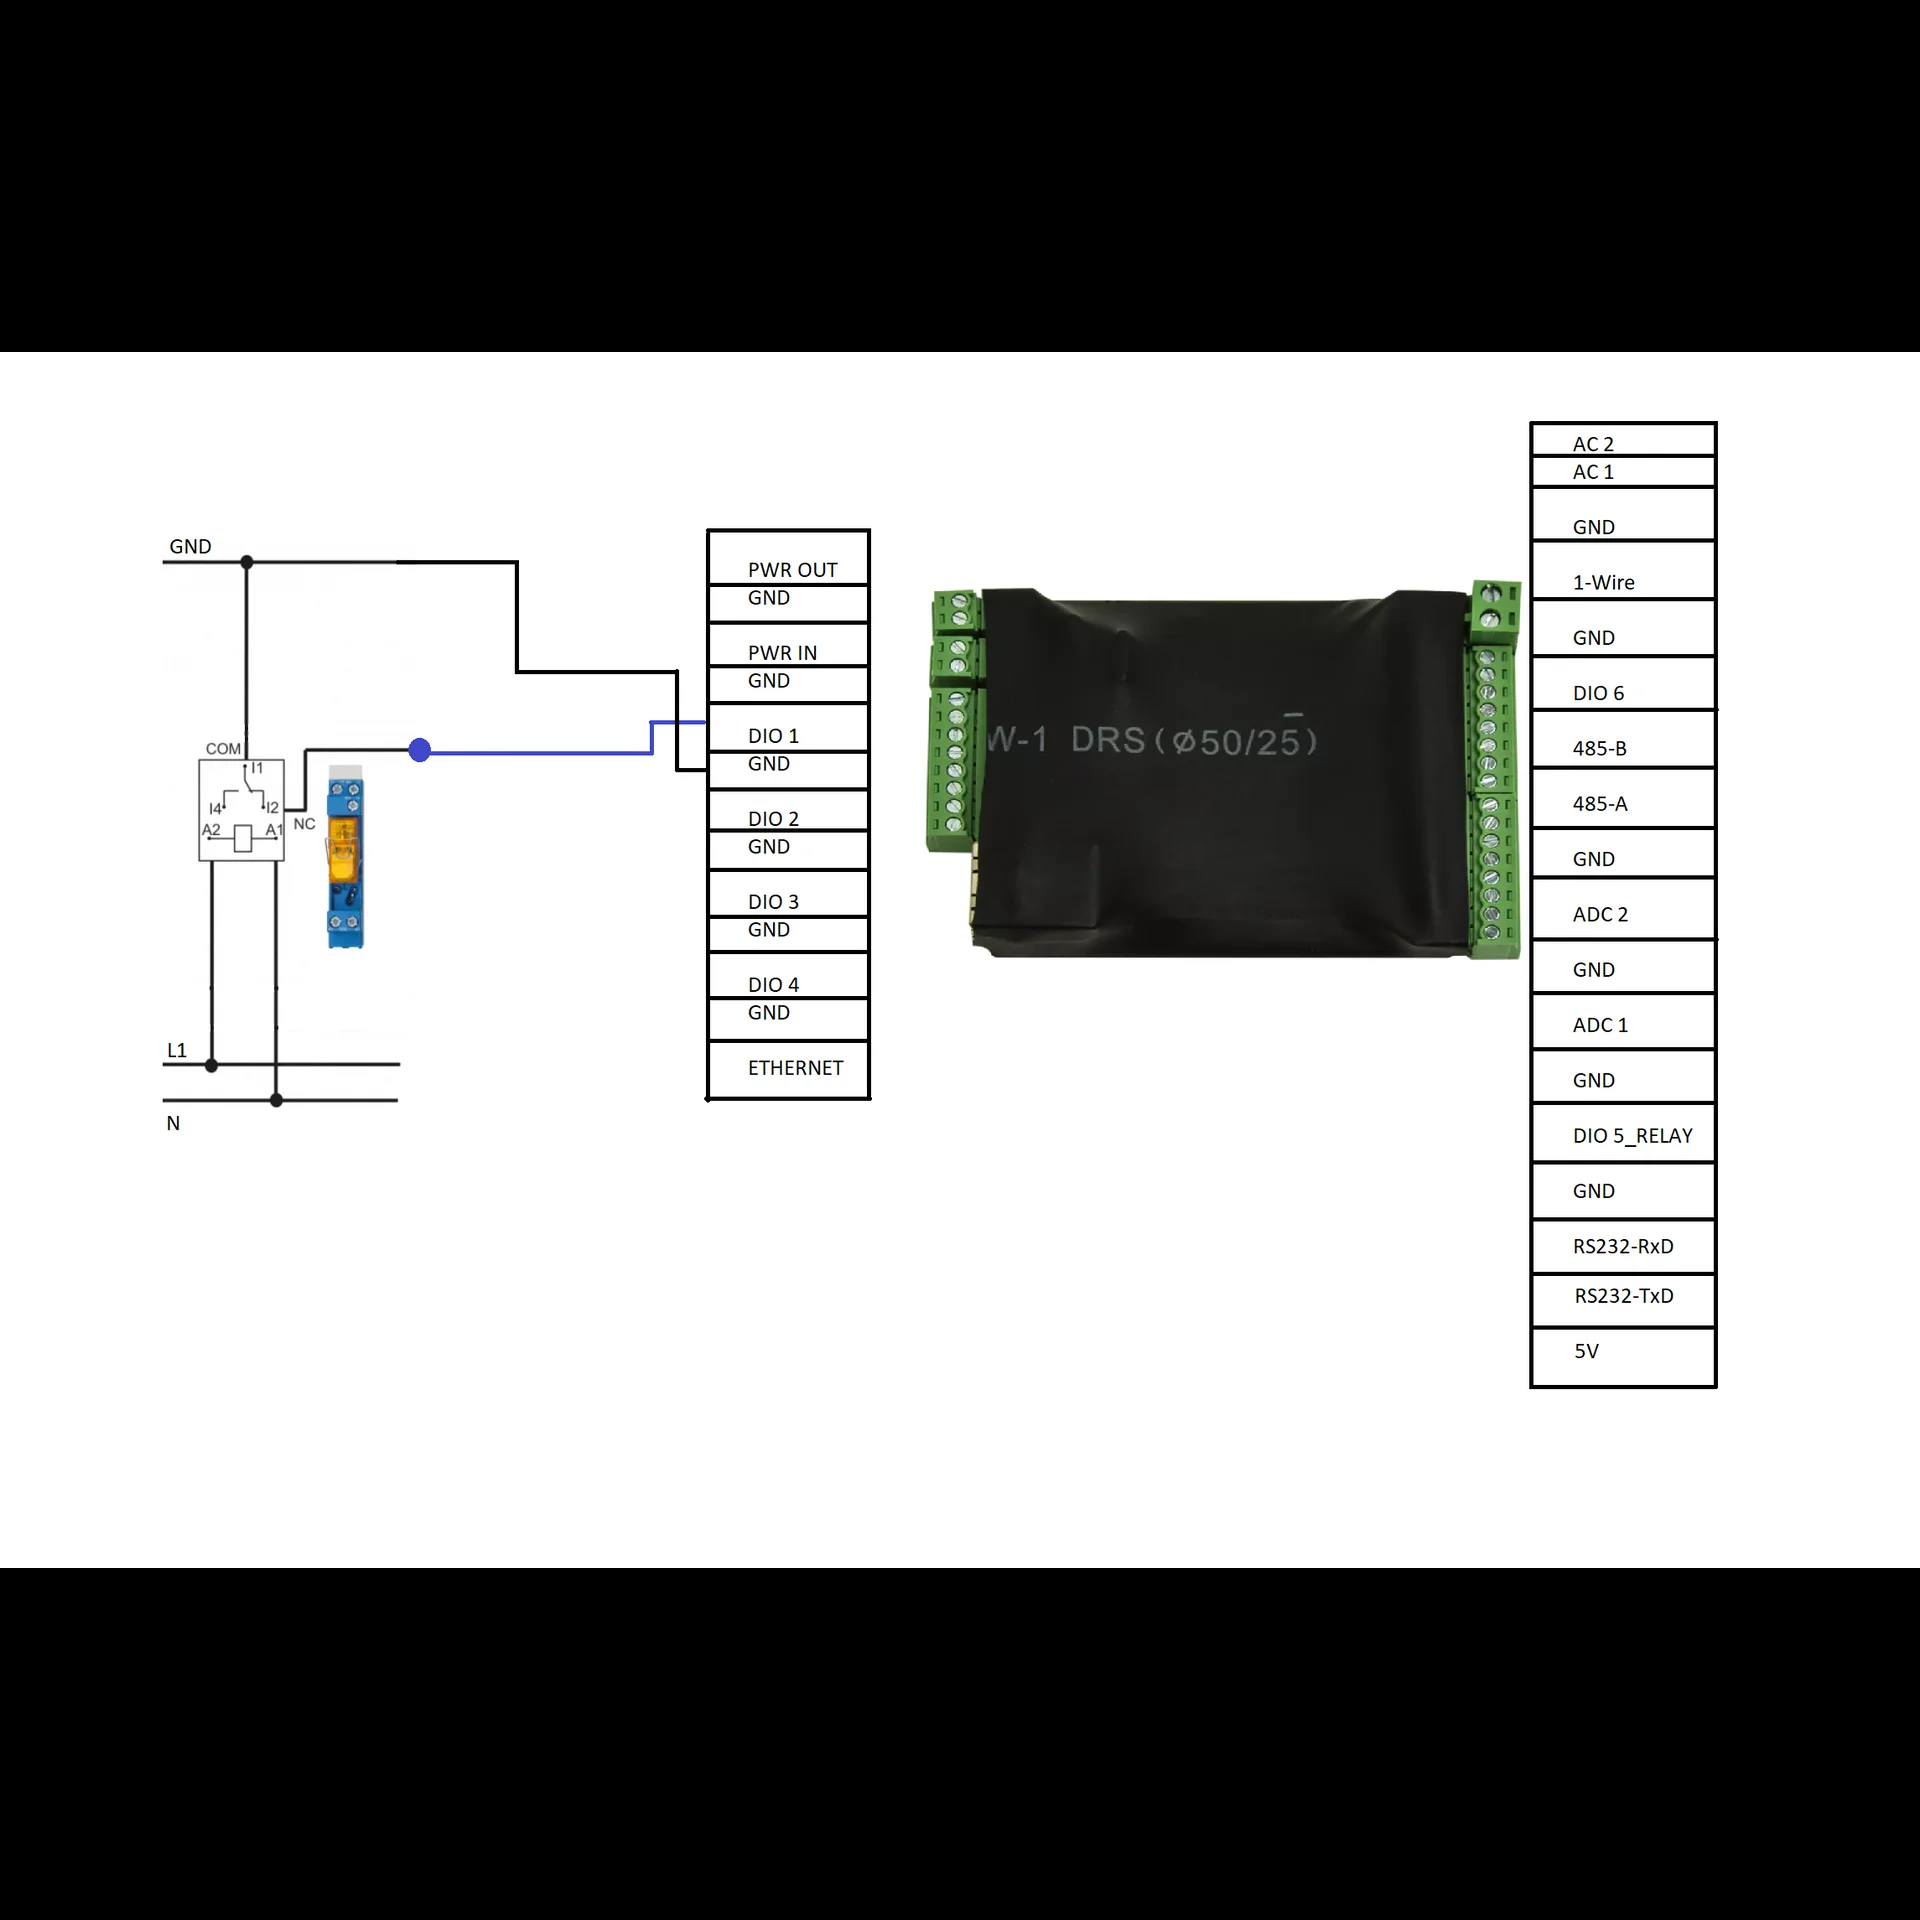 GND
COM
I1
I4
I2
A2
A1
NC
L1
N
PWR OUT
GND
PWR IN
GND
DIO 1
GND
DIO 2
GND
DIO 3
GND
DIO 4
GND
ETHERNET
W-1 DRS(ø50/25)
AC 2
AC 1
GND
1-Wire
GND
DIO 6
485-B
485-A
GND
ADC 2
GND
ADC 1
GND
DIO 5_RELAY
GND
RS232-RxD
RS232-TxD
5V